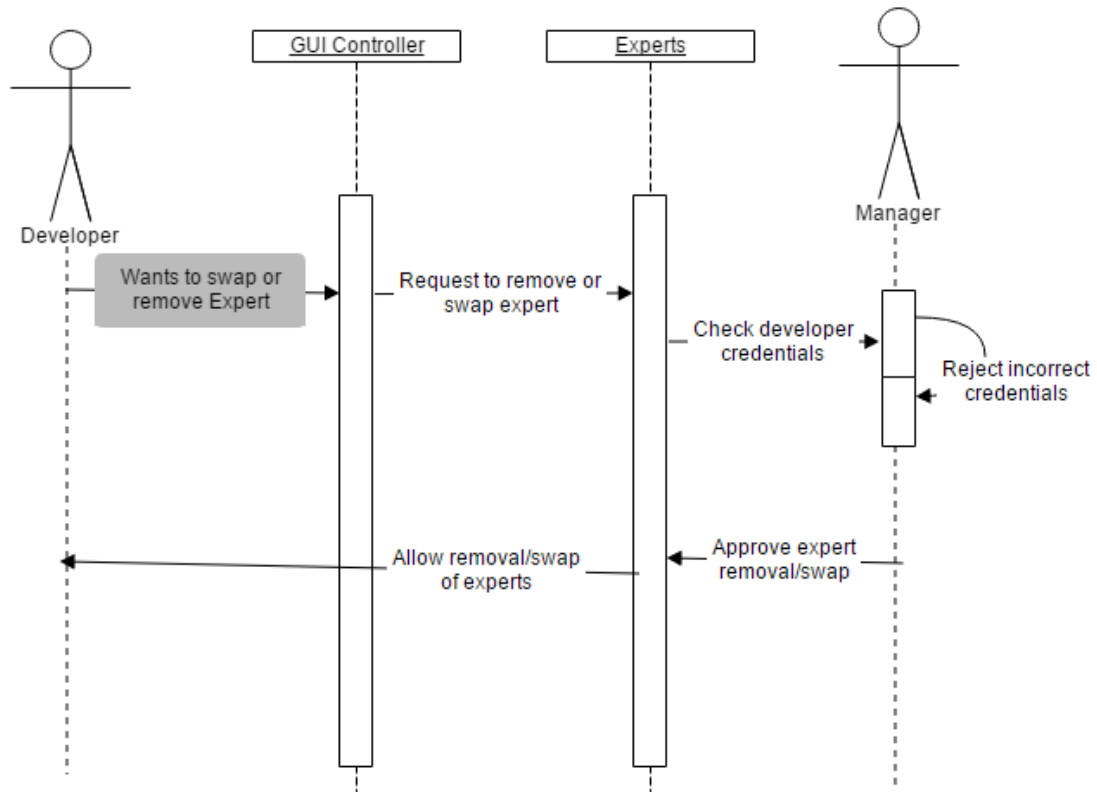 GUI Controller
Experts
Developer
Manager
Wants to swap or
remove Expert
Request to remove or
swap expert
Check developer
credentials
Reject incorrect
credentials
Allow removal/swap
of experts
Approve expert
removal/swap